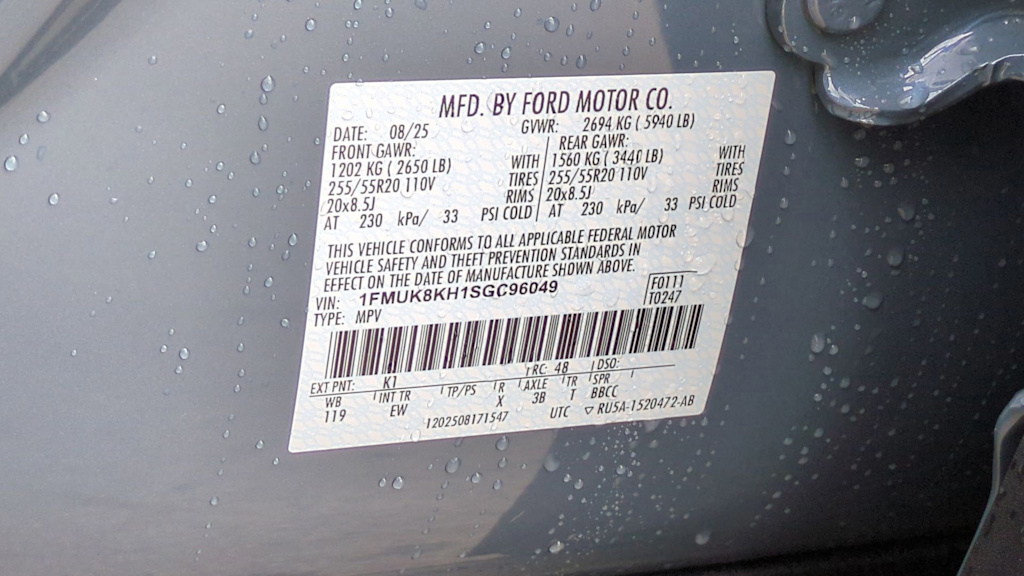 MFD. BY FORD MOTOR CO.
DATE: 08/25 GVWR: 2694 KG ( 5940 LB)
FRONT GAWR: REAR GAWR:
1202 KG ( 2650 LB) WITH 1560 KG ( 3440 LB) WITH
255/55R20 110V TIRES 255/55R20 110V TIRES
20x8.5J RIMS 20x8.5J RIMS
AT 230 kPa/ 33 PSI COLD AT 230 kPa/ 33 PSI COLD
THIS VEHICLE CONFORMS TO ALL APPLICABLE FEDERAL MOTOR
VEHICLE SAFETY AND THEFT PREVENTION STANDARDS IN
EFFECT ON THE DATE OF MANUFACTURE SHOWN ABOVE.
VIN: 1FMUK8KH1SGC96049 F0111
TYPE: MPV T0247
EXT PNT: K1 RC: 48 DSO:
WB INT TR TP/PS R AXLE TR SPR
119 EW X 3B T BBCC
1202508171547 UTC ▽ RU5A-1520472-AB